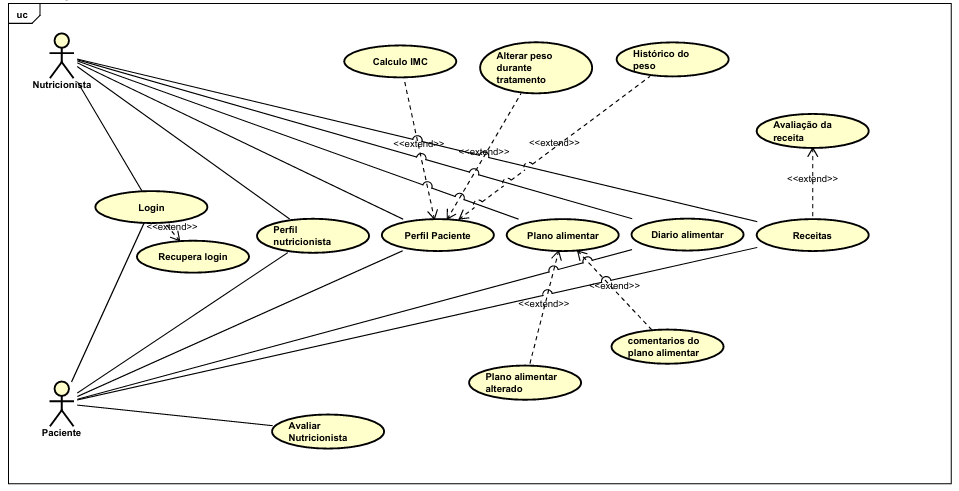 uc
Nutricionista
Calculo IMC
Alterar peso
durante
tratamento
Histórico do
peso
Avaliação da
receita
<<extend>>
<<extend>>
<<extend>>
<<extend>>
Login
<<extend>>
Recupera login
Perfil
nutricionista
Perfil Paciente
Plano alimentar
Diario alimentar
Receitas
<<extend>>
<<extend>>
comentarios do
plano alimentar
Plano alimentar
alterado
Paciente
Avaliar
Nutricionista